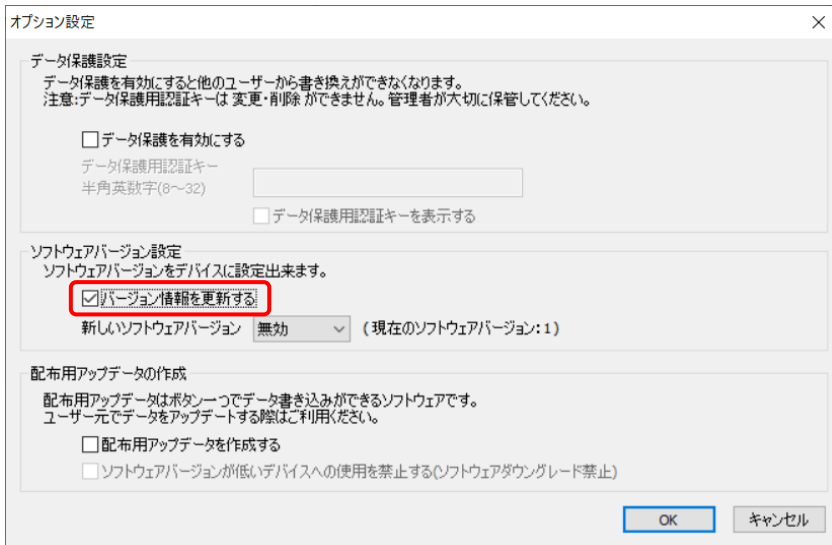 オプション設定
データ保護設定
データ保護を有効にすると他のユーザーから書き換えができなくなります。
注意:データ保護用認証キーは 変更・削除 ができません。管理者が大切に保管してください。
データ保護を有効にする
データ保護用認証キー
半角英数字(8～32)
データ保護用認証キーを表示する
ソフトウェアバージョン設定
ソフトウェアバージョンをデバイスに設定出来ます。
バージョン情報を更新する
新しいソフトウェアバージョン 無効 (現在のソフトウェアバージョン:1)
配布用アップデータの作成
配布用アップデータはボタン一つでデータ書き込みができるソフトウェアです。
ユーザー元でデータをアップデートする際はご利用ください。
配布用アップデータを作成する
ソフトウェアバージョンが低いデバイスへの使用を禁止する(ソフトウェアダウングレード禁止)
OK キャンセル